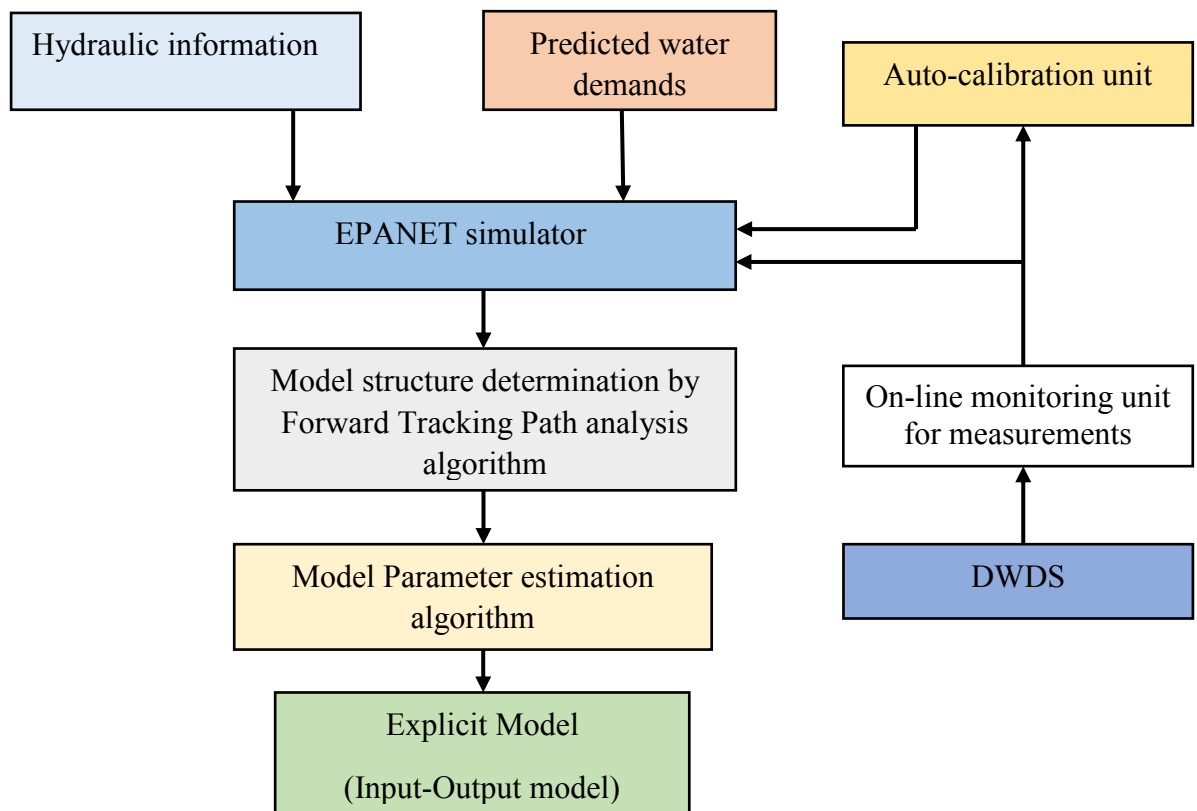 Hydraulic information
Predicted water
demands
Auto-calibration unit
EPANET simulator
Model structure determination by
Forward Tracking Path analysis
algorithm
On-line monitoring unit
for measurements
Model Parameter estimation
algorithm
DWDS
Explicit Model
(Input-Output model)